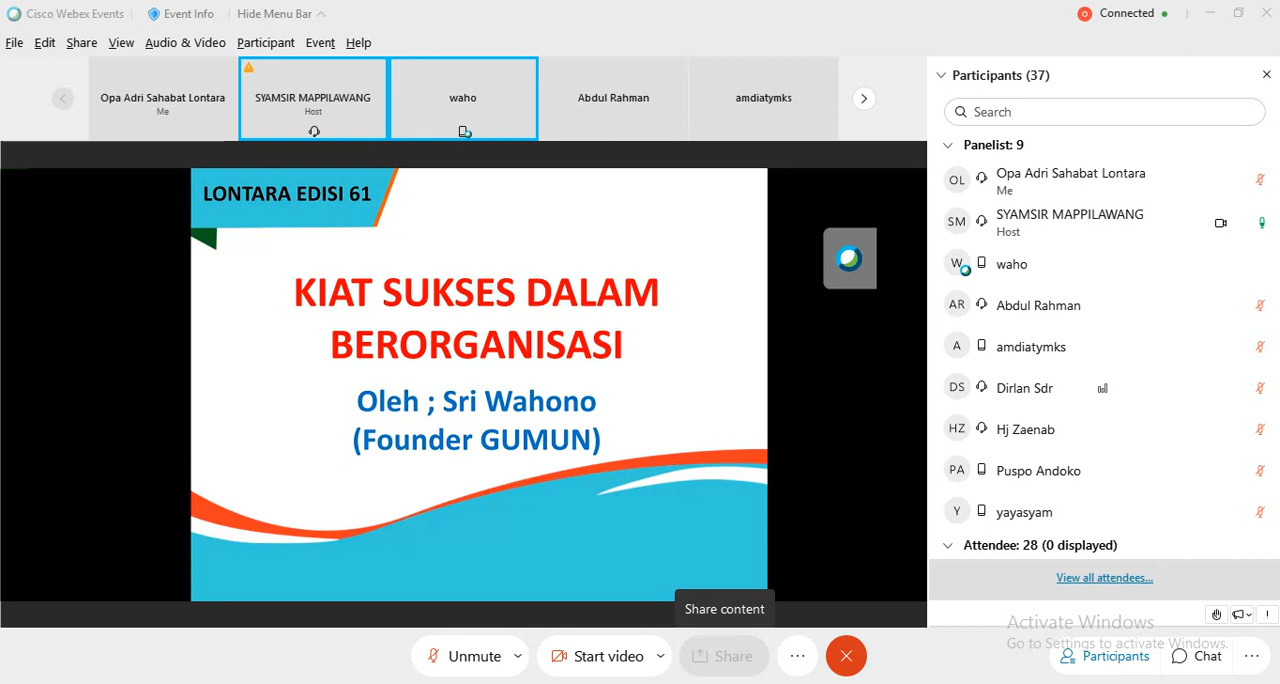 Cisco Webex Events
Event Info
Hide Menu Bar
Connected
File Edit Share View Audio & Video Participant Event Help
Opa Adri Sahabat Lontara
Me
SYAMSIR MAPPILAWANG
Host
waho
Abdul Rahman
amdiatymks
LONTARA EDISI 61
KIAT SUKSES DALAM
BERORGANISASI
Oleh ; Sri Wahono
(Founder GUMUN)
Share content
Unmute
Start video
Share
Participants (37)
Search
Panelist: 9
OL
Opa Adri Sahabat Lontara
Me
SM
SYAMSIR MAPPILAWANG
Host
W
waho
AR
Abdul Rahman
A
amdiatymks
DS
Dirlan Sdr
HZ
Hj Zaenab
PA
Puspo Andoko
Y
yayasyam
Attendee: 28 (0 displayed)
View all attendees...
Activate Windows
Go to Settings to activate Windows.
Participants
Chat